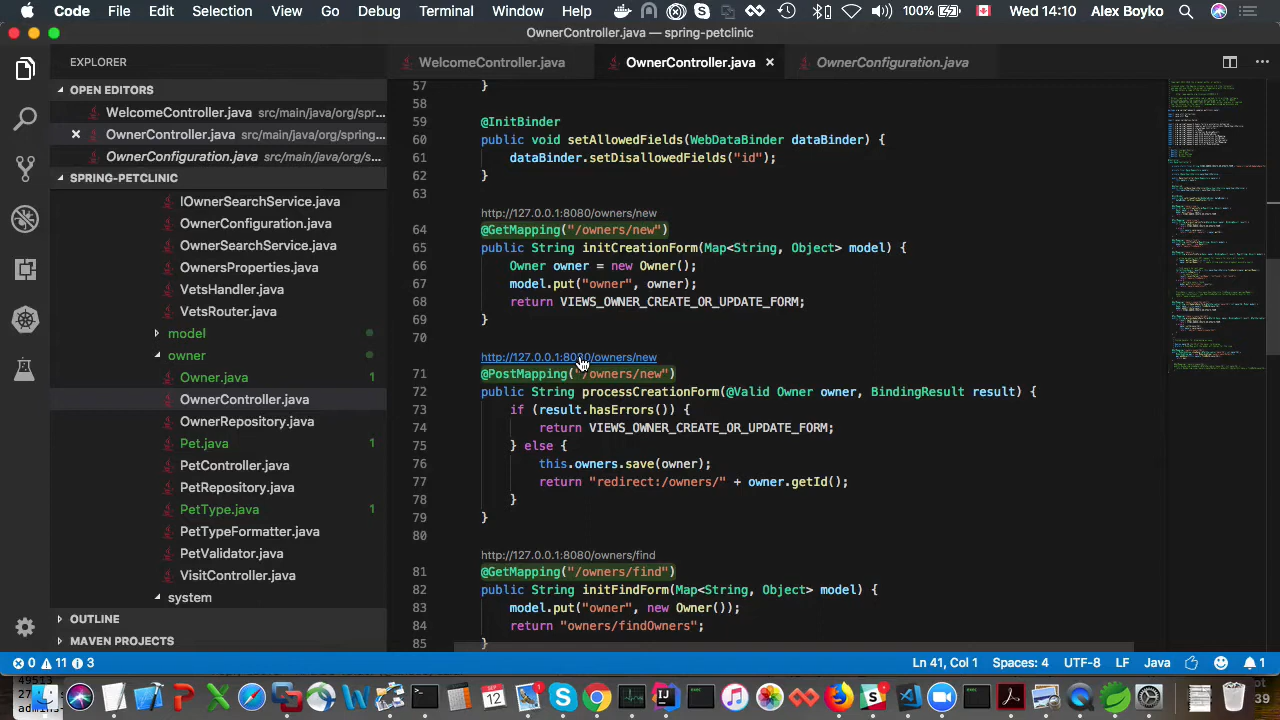 Code File Edit Selection View Go Debug Terminal Window Help 100% Wed 14:10 Alex Boyko
OwnerController.java — spring-petclinic
EXPLORER
WelcomeController.java OwnerController.java × OwnerConfiguration.java
OPEN EDITORS
WelcomeController.java src/main/java/org/spring...
OwnerController.java src/main/java/org/spring...
OwnerConfiguration.java src/main/java/org/s...
SPRING-PETCLINIC
IOwnerSearchService.java
OwnerConfiguration.java
OwnerSearchService.java
OwnersProperties.java
VetsHandler.java
VetsRouter.java
model
owner
Owner.java 1
OwnerController.java
OwnerRepository.java
Pet.java 1
PetController.java
PetRepository.java
PetType.java 1
PetTypeFormatter.java
PetValidator.java
VisitController.java
system
OUTLINE
MAVEN PROJECTS
57 }
58
59 @InitBinder
60 public void setAllowedFields(WebDataBinder dataBinder) {
61 dataBinder.setDisallowedFields("id");
62 }
63
http://127.0.0.1:8080/owners/new
64 @GetMapping("/owners/new")
65 public String initCreationForm(Map<String, Object> model) {
66 Owner owner = new Owner();
67 model.put("owner", owner);
68 return VIEWS_OWNER_CREATE_OR_UPDATE_FORM;
69 }
70
http://127.0.0.1:8080/owners/new
71 @PostMapping("/owners/new")
72 public String processCreationForm(@Valid Owner owner, BindingResult result) {
73 if (result.hasErrors()) {
74 return VIEWS_OWNER_CREATE_OR_UPDATE_FORM;
75 } else {
76 this.owners.save(owner);
77 return "redirect:/owners/" + owner.getId();
78 }
79 }
80
http://127.0.0.1:8080/owners/find
81 @GetMapping("/owners/find")
82 public String initFindForm(Map<String, Object> model) {
83 model.put("owner", new Owner());
84 return "owners/findOwners";
85 }
0 11 3 Ln 41, Col 1 Spaces: 4 UTF-8 LF Java 1